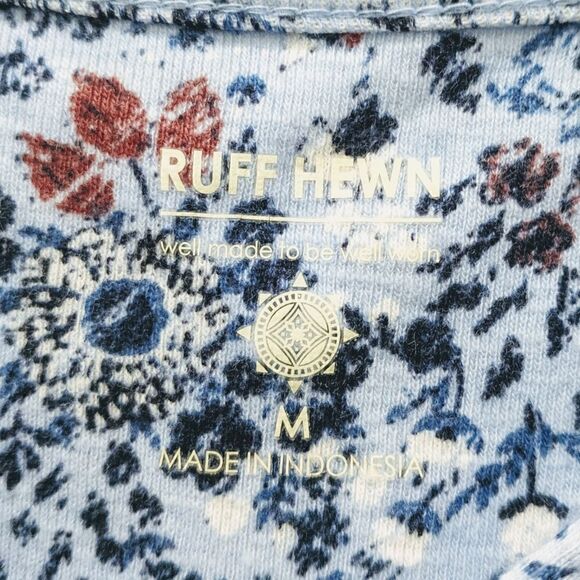 RUFF HEWN
well made to be well worn
M
MADE IN INDONESIA